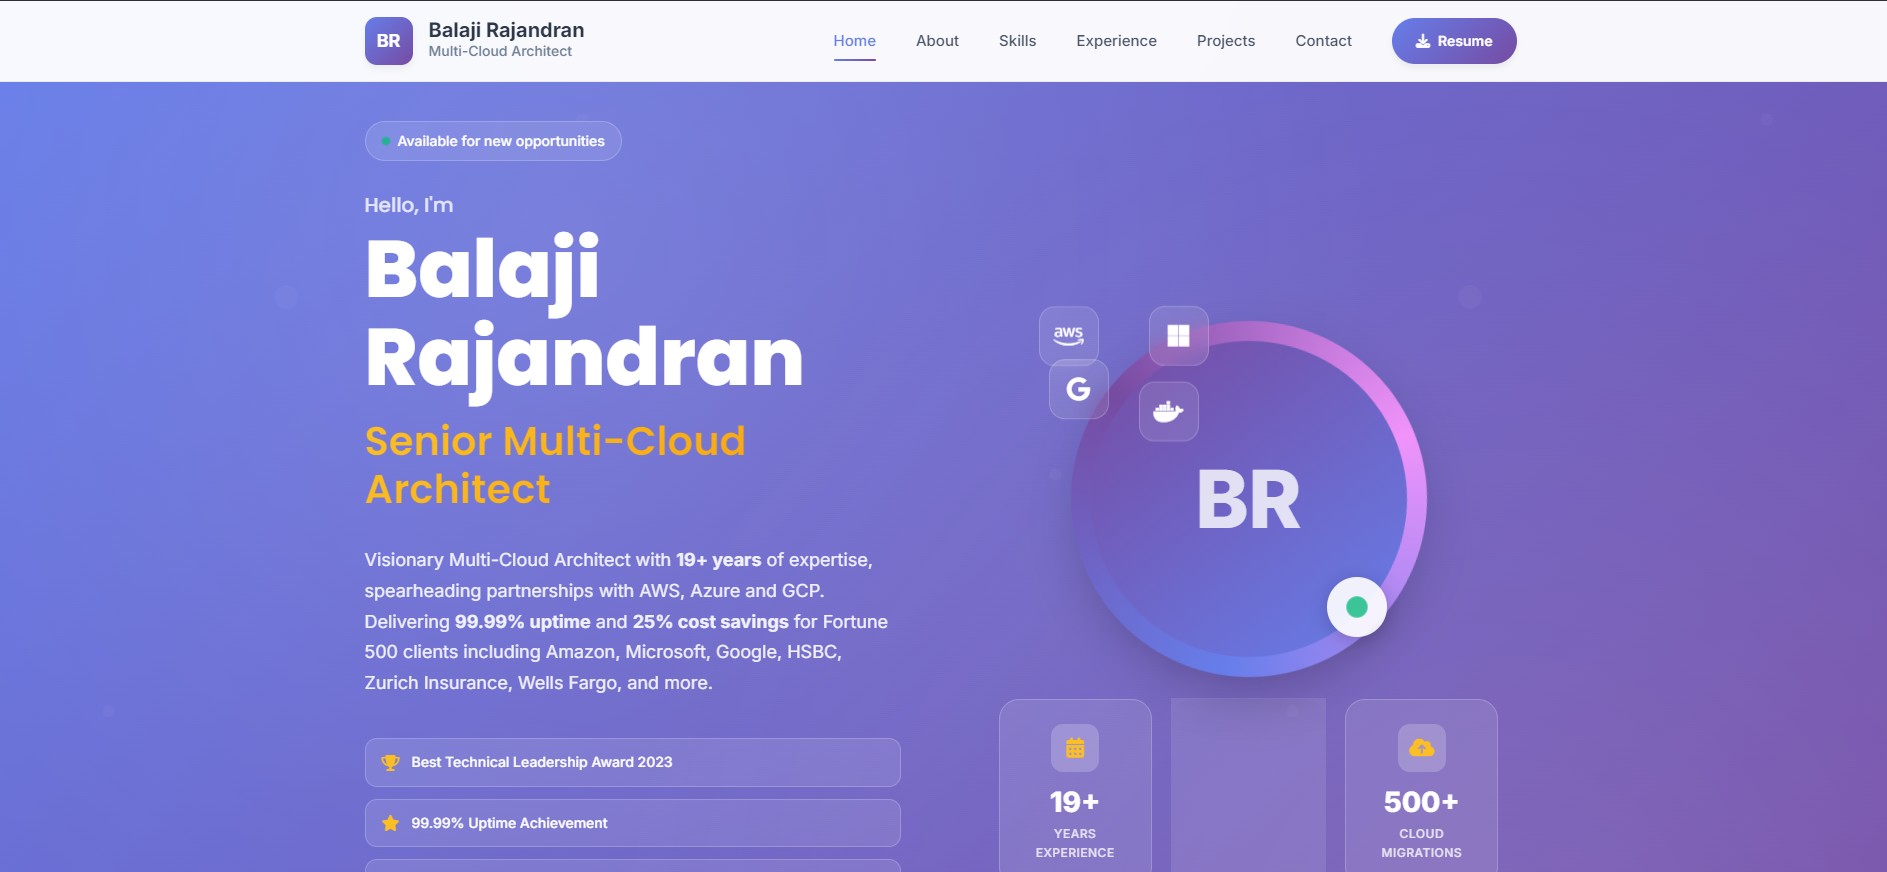 BR
Balaji Rajandran
Multi-Cloud Architect
Home
About
Skills
Experience
Projects
Contact
Resume
Available for new opportunities
Hello, I'm
Balaji
Rajandran
Senior Multi-Cloud
Architect
Visionary Multi-Cloud Architect with 19+ years of expertise,
spearheading partnerships with AWS, Azure and GCP.
Delivering 99.99% uptime and 25% cost savings for Fortune
500 clients including Amazon, Microsoft, Google, HSBC,
Zurich Insurance, Wells Fargo, and more.
Best Technical Leadership Award 2023
99.99% Uptime Achievement
aws
G
BR
19+
YEARS
EXPERIENCE
500+
CLOUD
MIGRATIONS